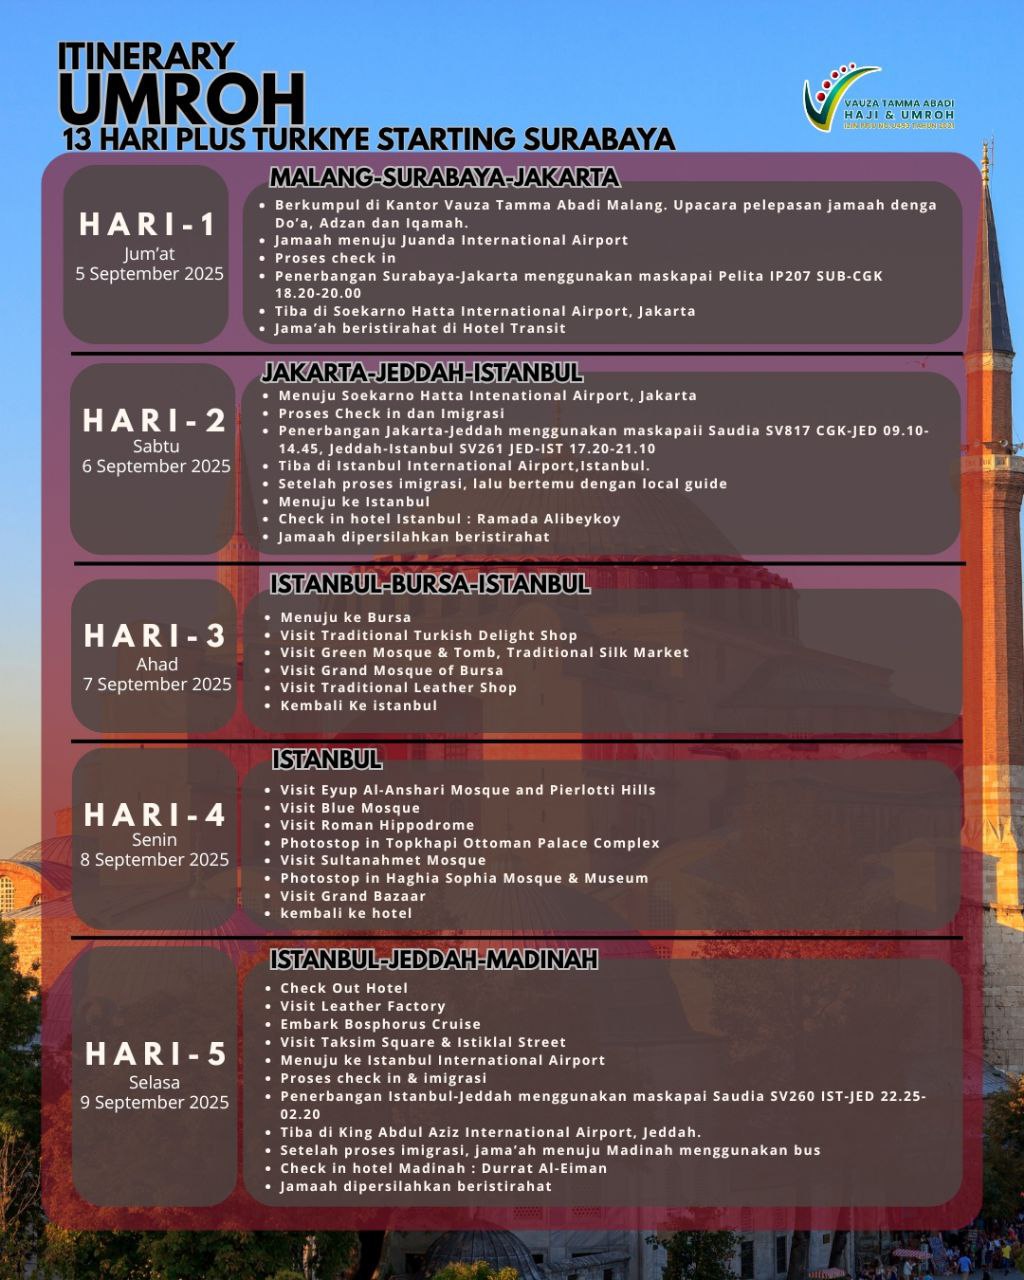 ITINERARY
UMROH
13 HARI PLUS TURKIYE STARTING SURABAYA
VAUZA TAMMA ABADI
HAJI & UMROH
HARI-1
Jum'at
5 September 2025
MALANG-SURABAYA-JAKARTA
• Berkumpul di Kantor Vauza Tamma Abadi Malang. Upacara pelepasan jamaah denga
Do'a, Adzan dan Iqamah.
• Jamaah menuju Juanda International Airport
• Proses check in
• Penerbangan Surabaya-Jakarta menggunakan maskapai Pelita IP207 SUB-CGK
18.20-20.00
• Tiba di Soekarno Hatta International Airport, Jakarta
• Jama'ah beristirahat di Hotel Transit
HARI-2
Sabtu
6 September 2025
JAKARTA-JEDDAH-ISTANBUL
• Menuju Soekarno Hatta Intenational Airport, Jakarta
• Proses Check in dan Imigrasi
• Penerbangan Jakarta-Jeddah menggunakan maskapaii Saudia SV817 CGK-JED 09.10-
14.45, Jeddah-Istanbul SV261 JED-IST 17.20-21.10
• Tiba di Istanbul International Airport,Istanbul.
• Setelah proses imigrasi, lalu bertemu dengan local guide
• Menuju ke Istanbul
• Check in hotel Istanbul : Ramada Alibeykoy
• Jamaah dipersilahkan beristirahat
HARI-3
Ahad
7 September 2025
ISTANBUL-BURSA-ISTANBUL
• Menuju ke Bursa
• Visit Traditional Turkish Delight Shop
• Visit Green Mosque & Tomb, Traditional Silk Market
• Visit Grand Mosque of Bursa
• Visit Traditional Leather Shop
• Kembali Ke istanbul
HARI-4
Senin
8 September 2025
ISTANBUL
• Visit Eyup Al-Anshari Mosque and Pierlotti Hills
• Visit Blue Mosque
• Visit Roman Hippodrome
• Photostop in Topkhapi Ottoman Palace Complex
• Visit Sultanahmet Mosque
• Photostop in Haghia Sophia Mosque & Museum
• Visit Grand Bazaar
• kembali ke hotel
HARI-5
Selasa
9 September 2025
ISTANBUL-JEDDAH-MADINAH
• Check Out Hotel
• Visit Leather Factory
• Embark Bosphorus Cruise
• Visit Taksim Square & Istiklal Street
• Menuju ke Istanbul International Airport
• Proses check in & imigrasi
• Penerbangan Istanbul-Jeddah menggunakan maskapai Saudia SV260 IST-JED 22.25-
02.20
• Tiba di King Abdul Aziz International Airport, Jeddah.
• Setelah proses imigrasi, jama'ah menuju Madinah menggunakan bus
• Check in hotel Madinah : Durrat Al-Eiman
• Jamaah dipersilahkan beristirahat